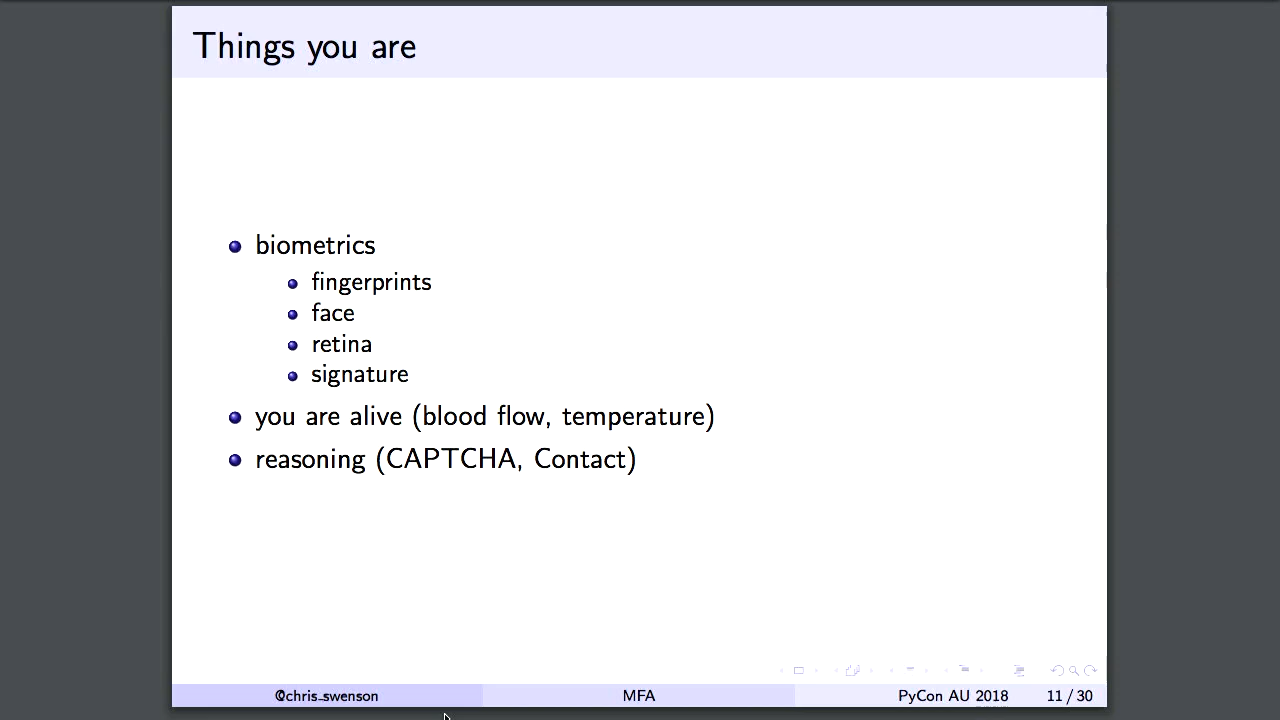 Things you are
biometrics
fingerprints
face
retina
signature
you are alive (blood flow, temperature)
reasoning (CAPTCHA, Contact)
@chris_swenson MFA PyCon AU 2018 11 / 30